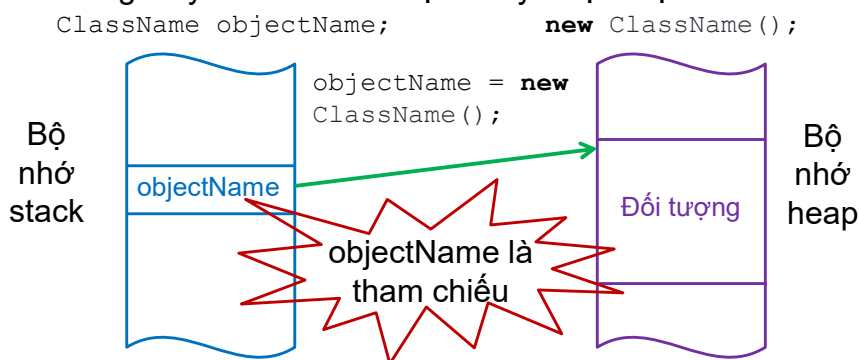 ClassName objectName;
new ClassName();
objectName = new
ClassName();
Bộ
nhớ
stack
objectName
Đối tượng
Bộ
nhớ
heap
objectName là
tham chiếu